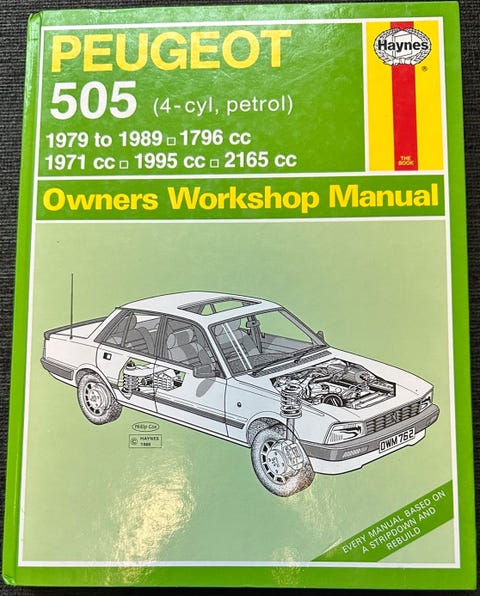 PEUGEOT
505 (4-cyl, petrol)
1979 to 1989 □ 1796 cc
1971 cc □ 1995 cc □ 2165 cc
Haynes
®
THE
BOOK
Owners Workshop Manual
OWM 762
© HAYNES
EVERY MANUAL BASED ON
A STRIPDOWN AND
REBUILD